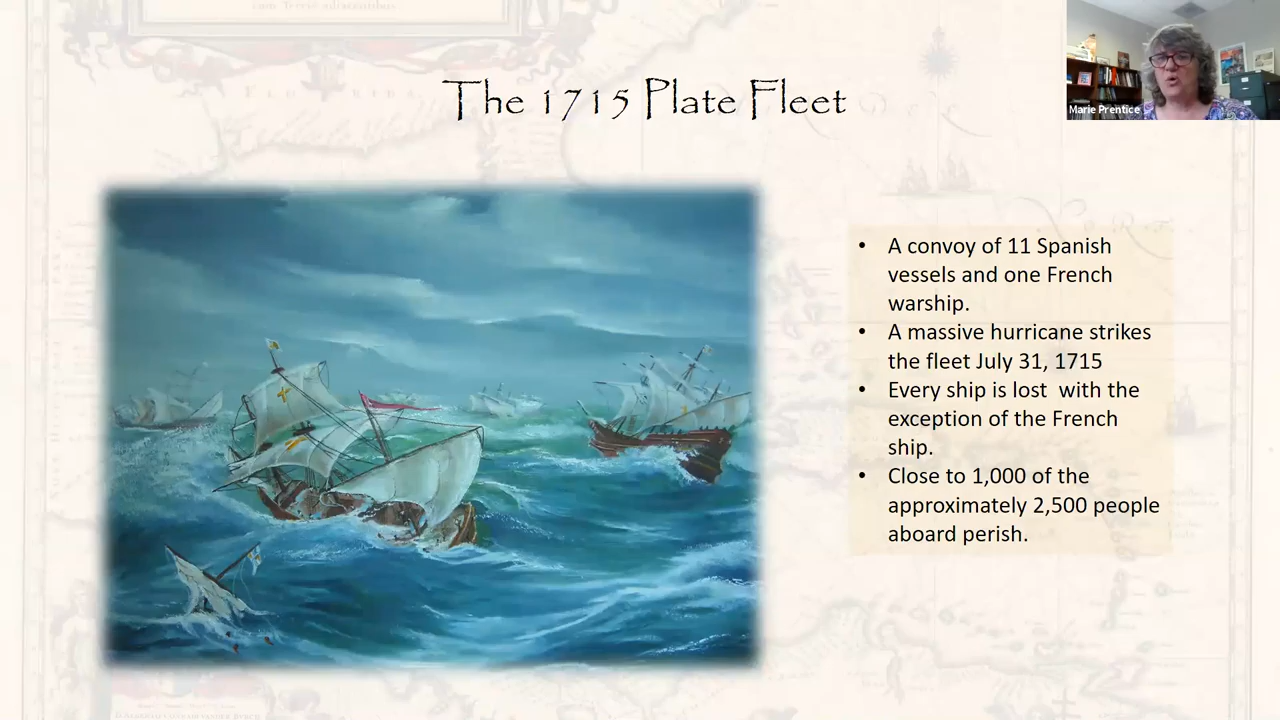 The 1715 Plate Fleet
Marie Prentice
• A convoy of 11 Spanish
vessels and one French
warship.
• A massive hurricane strikes
the fleet July 31, 1715
• Every ship is lost with the
exception of the French
ship.
• Close to 1,000 of the
approximately 2,500 people
aboard perish.